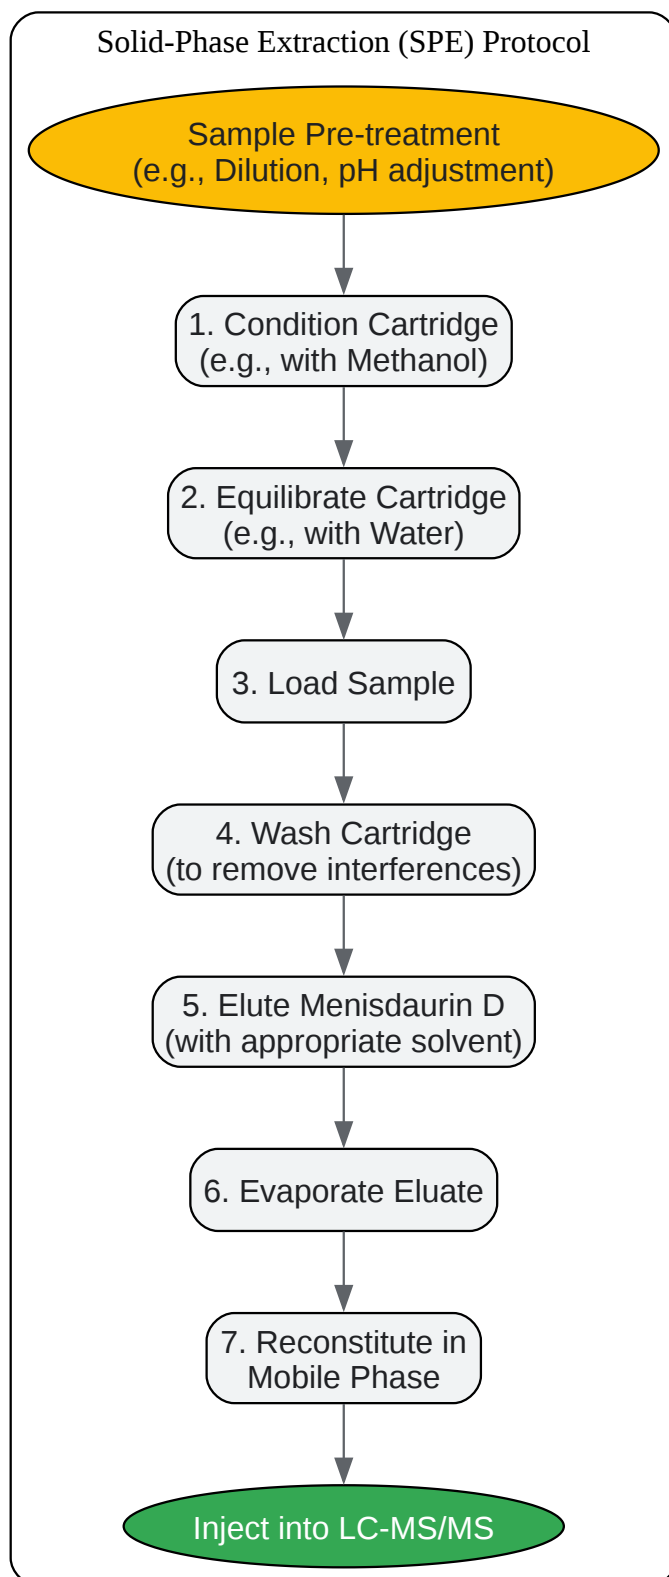 Solid-Phase Extraction (SPE) Protocol
Sample Pre-treatment
(e.g., Dilution, pH adjustment)
1. Condition Cartridge
(e.g., with Methanol)
2. Equilibrate Cartridge
(e.g., with Water)
3. Load Sample
4. Wash Cartridge
(to remove interferences)
5. Elute Menisdaurin D
(with appropriate solvent)
6. Evaporate Eluate
7. Reconstitute in
Mobile Phase
Inject into LC-MS/MS